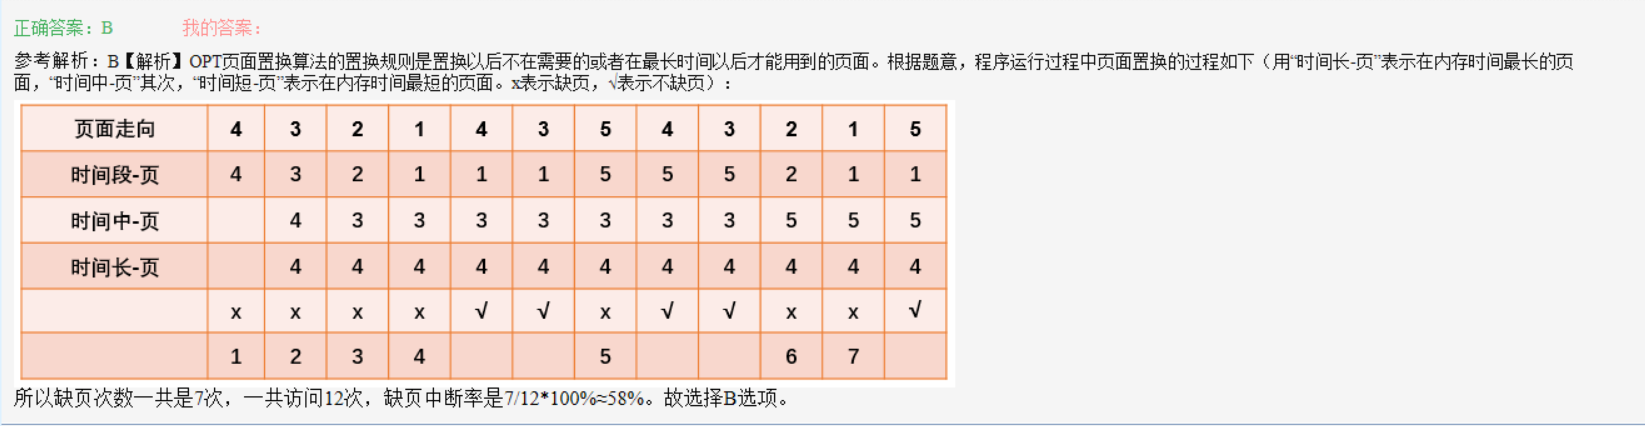 正确答案：B 我的答案：
参考解析：B【解析】OPT页面置换算法的置换规则是置换以后不在需要的或者在最长时间以后才能用到的页面。根据题意，程序运行过程中页面置换的过程如下（用“时间长-页”表示在内存时间最长的页
面，“时间中-页”其次，“时间短-页”表示在内存时间最短的页面。x表示缺页，√表示不缺页）：
页面走向 4 3 2 1 4 3 5 4 3 2 1 5
时间段-页 4 3 2 1 1 1 5 5 5 2 1 1
时间中-页 4 3 3 3 3 3 3 3 5 5 5
时间长-页 4 4 4 4 4 4 4 4 4 4 4
x x x x √ √ x √ √ x x √
1 2 3 4 5 6 7
所以缺页次数一共是7次，一共访问12次，缺页中断率是7/12*100%≈58%。故选择B选项。